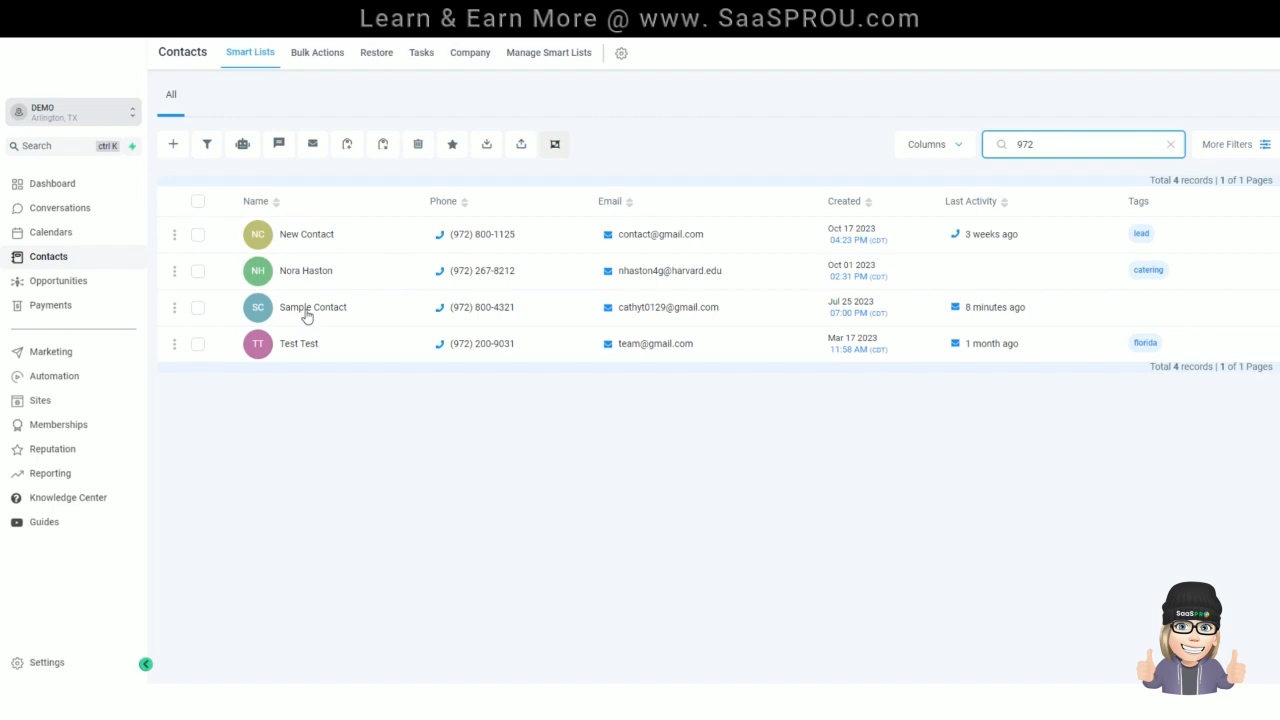 Learn & Earn More @ www. SaaSPROU.com
Contacts Smart Lists Bulk Actions Restore Tasks Company Manage Smart Lists
DEMO
Arlington, TX
Search ctrl K
Dashboard
Conversations
Calendars
Contacts
Opportunities
Payments
Marketing
Automation
Sites
Memberships
Reputation
Reporting
Knowledge Center
Guides
Settings
All
Columns 972 More Filters
Total 4 records | 1 of 1 Pages
Name Phone Email Created Last Activity Tags
NC New Contact (972) 800-1125 contact@gmail.com Oct 17 2023 3 weeks ago lead
04:23 PM (CDT)
NH Nora Haston (972) 267-8212 nhaston4g@harvard.edu Oct 01 2023 catering
02:31 PM (CDT)
SC Sample Contact (972) 800-4321 cathyt0129@gmail.com Jul 25 2023 8 minutes ago
07:00 PM (CDT)
TT Test Test (972) 200-9031 team@gmail.com Mar 17 2023 1 month ago florida
11:58 AM (CDT)
Total 4 records | 1 of 1 Pages
SaaSPRO